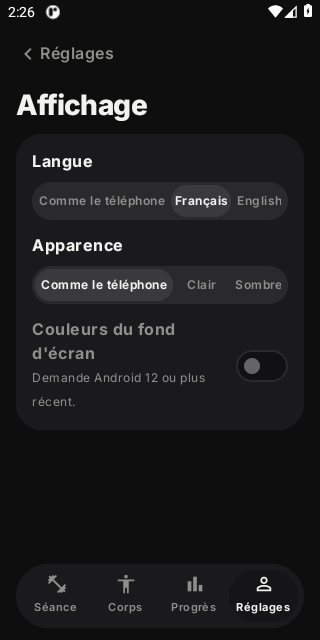 2:26
Réglages
Affichage
Langue
Comme le téléphone Français English
Apparence
Comme le téléphone Clair Sombre
Couleurs du fond
d'écran
Demande Android 12 ou plus
récent.
Séance Corps Progrès Réglages